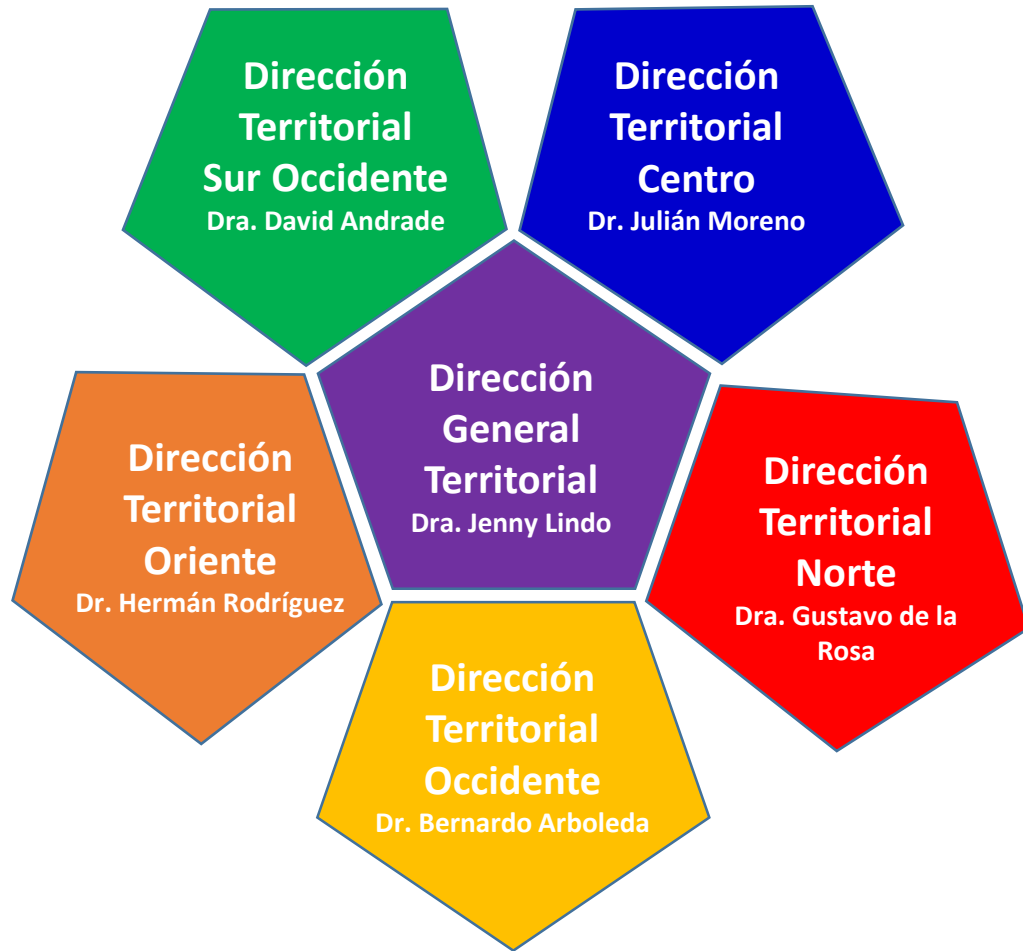 Dirección
Territorial
Sur Occidente
Dra. David Andrade
Dirección
Territorial
Centro
Dr. Julián Moreno
Dirección
General
Territorial
Dra. Jenny Lindo
Dirección
Territorial
Oriente
Dr. Hermán Rodríguez
Dirección
Territorial
Norte
Dra. Gustavo de la
Rosa
Dirección
Territorial
Occidente
Dr. Bernardo Arboleda